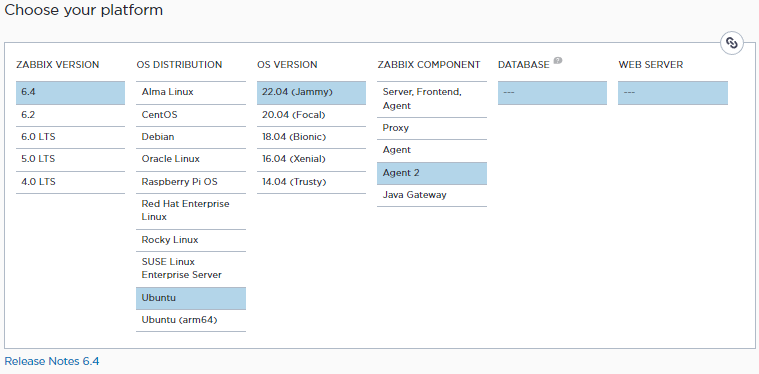 Choose your platform
ZABBIX VERSION
6.4
6.2
6.0 LTS
5.0 LTS
4.0 LTS
OS DISTRIBUTION
Alma Linux
CentOS
Debian
Oracle Linux
Raspberry Pi OS
Red Hat Enterprise
Linux
Rocky Linux
SUSE Linux
Enterprise Server
Ubuntu
Ubuntu (arm64)
OS VERSION
22.04 (Jammy)
20.04 (Focal)
18.04 (Bionic)
16.04 (Xenial)
14.04 (Trusty)
ZABBIX COMPONENT
Server, Frontend,
Agent
Proxy
Agent
Agent 2
Java Gateway
DATABASE ?
---
WEB SERVER
---
Release Notes 6.4